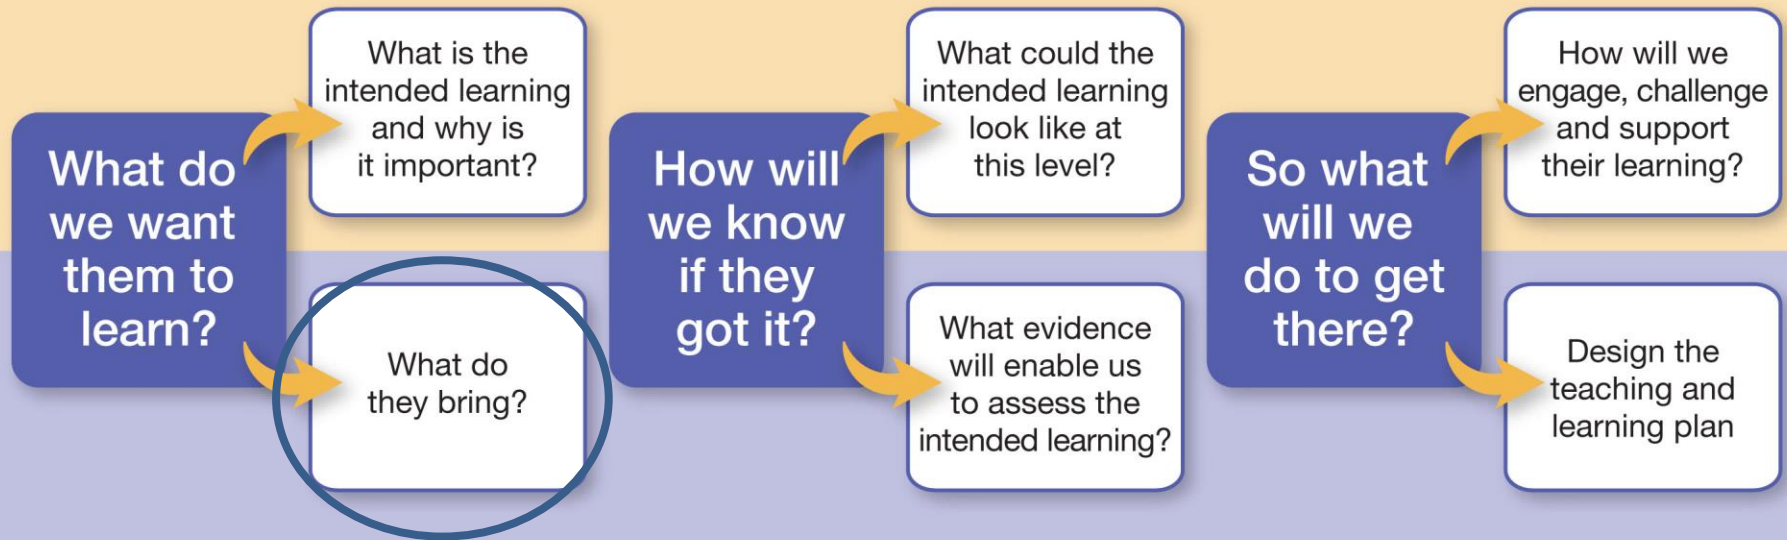 What do
we want
them to
learn?
What is the
intended learning
and why is
it important?
What do
they bring?
How will
we know
if they
got it?
What could the
intended learning
look like at
this level?
What evidence
will enable us
to assess the
intended learning?
So what
will we
do to get
there?
How will we
engage, challenge
and support
their learning?
Design the
teaching and
learning plan